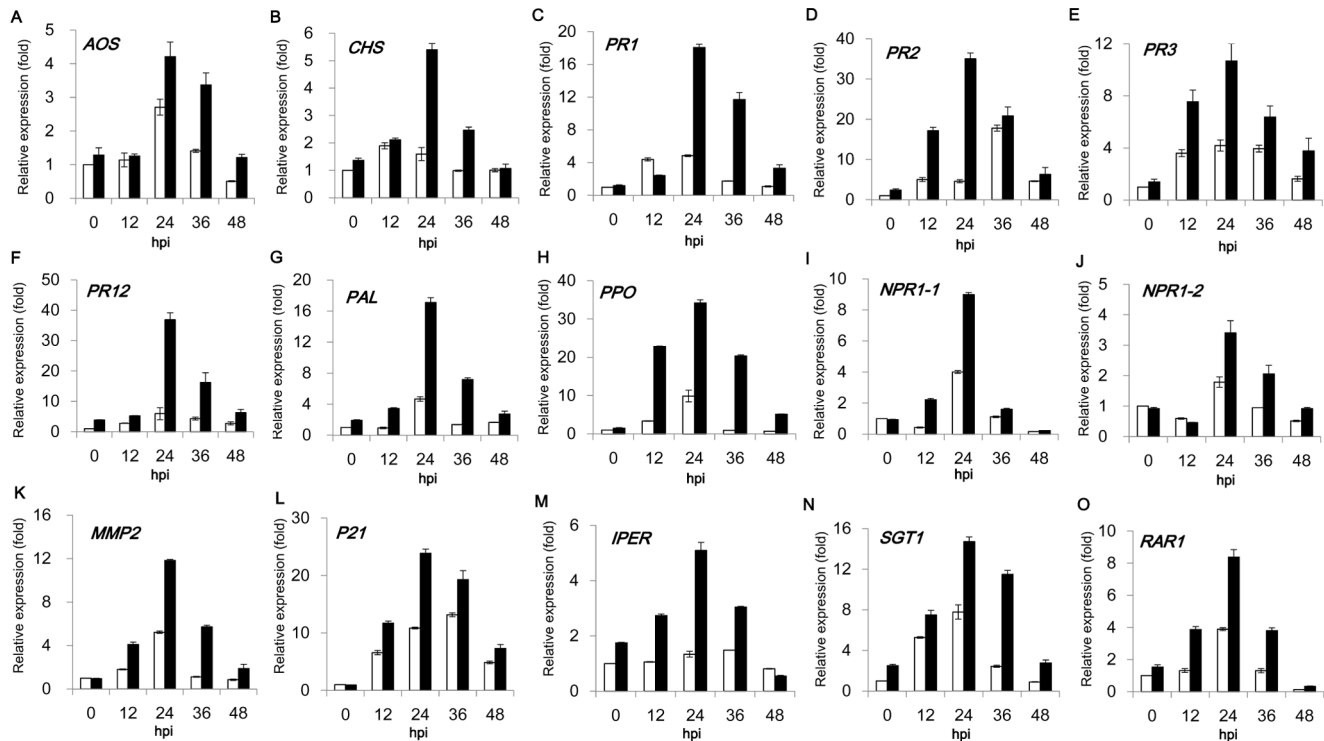 A
AOS
Relative expression (fold)
5
4
3
2
1
0
0 12 24 36 48
hpi
B
CHS
Relative expression (fold)
6
5
4
3
2
1
0
0 12 24 36 48
hpi
C
PR1
Relative expression (fold)
20
16
12
8
4
0
0 12 24 36 48
hpi
D
PR2
Relative expression (fold)
40
30
20
10
0
0 12 24 36 48
hpi
E
PR3
Relative expression (fold)
12
8
4
0
0 12 24 36 48
hpi
F
PR12
Relative expression (fold)
50
40
30
20
10
0
0 12 24 36 48
hpi
G
PAL
Relative expression (fold)
20
16
12
8
4
0
0 12 24 36 48
hpi
H
PPO
Relative expression (fold)
40
30
20
10
0
0 12 24 36 48
hpi
I
NPR1-1
Relative expression (fold)
10
8
6
4
2
0
0 12 24 36 48
hpi
J
NPR1-2
Relative expression (fold)
5
4
3
2
1
0
0 12 24 36 48
hpi
K
MMP2
Relative expression (fold)
16
12
8
4
0
0 12 24 36 48
hpi
L
P21
Relative expression (fold)
30
20
10
0
0 12 24 36 48
hpi
M
IPER
Relative expression (fold)
6
4
2
0
0 12 24 36 48
hpi
N
SGT1
Relative expression (fold)
16
12
8
4
0
0 12 24 36 48
hpi
O
RAR1
Relative expression (fold)
10
8
6
4
2
0
0 12 24 36 48
hpi